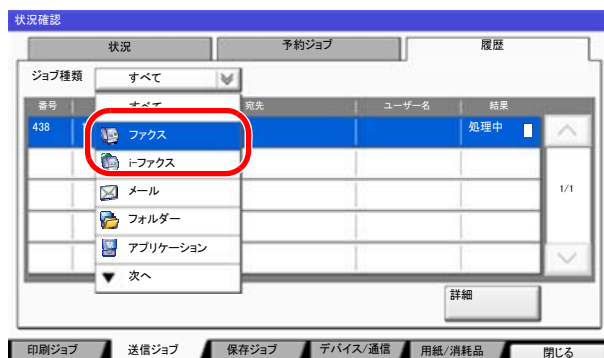 状況確認
状況 予約ジョブ 履歴
ジョブ種類 すべて
番号 宛先 ユーザー名 結果
すべて
438 処理中
ファクス
i-ファクス
メール
1/1
フォルダー
アプリケーション
次へ
詳細
印刷ジョブ 送信ジョブ 保存ジョブ デバイス/通信 用紙/消耗品 閉じる